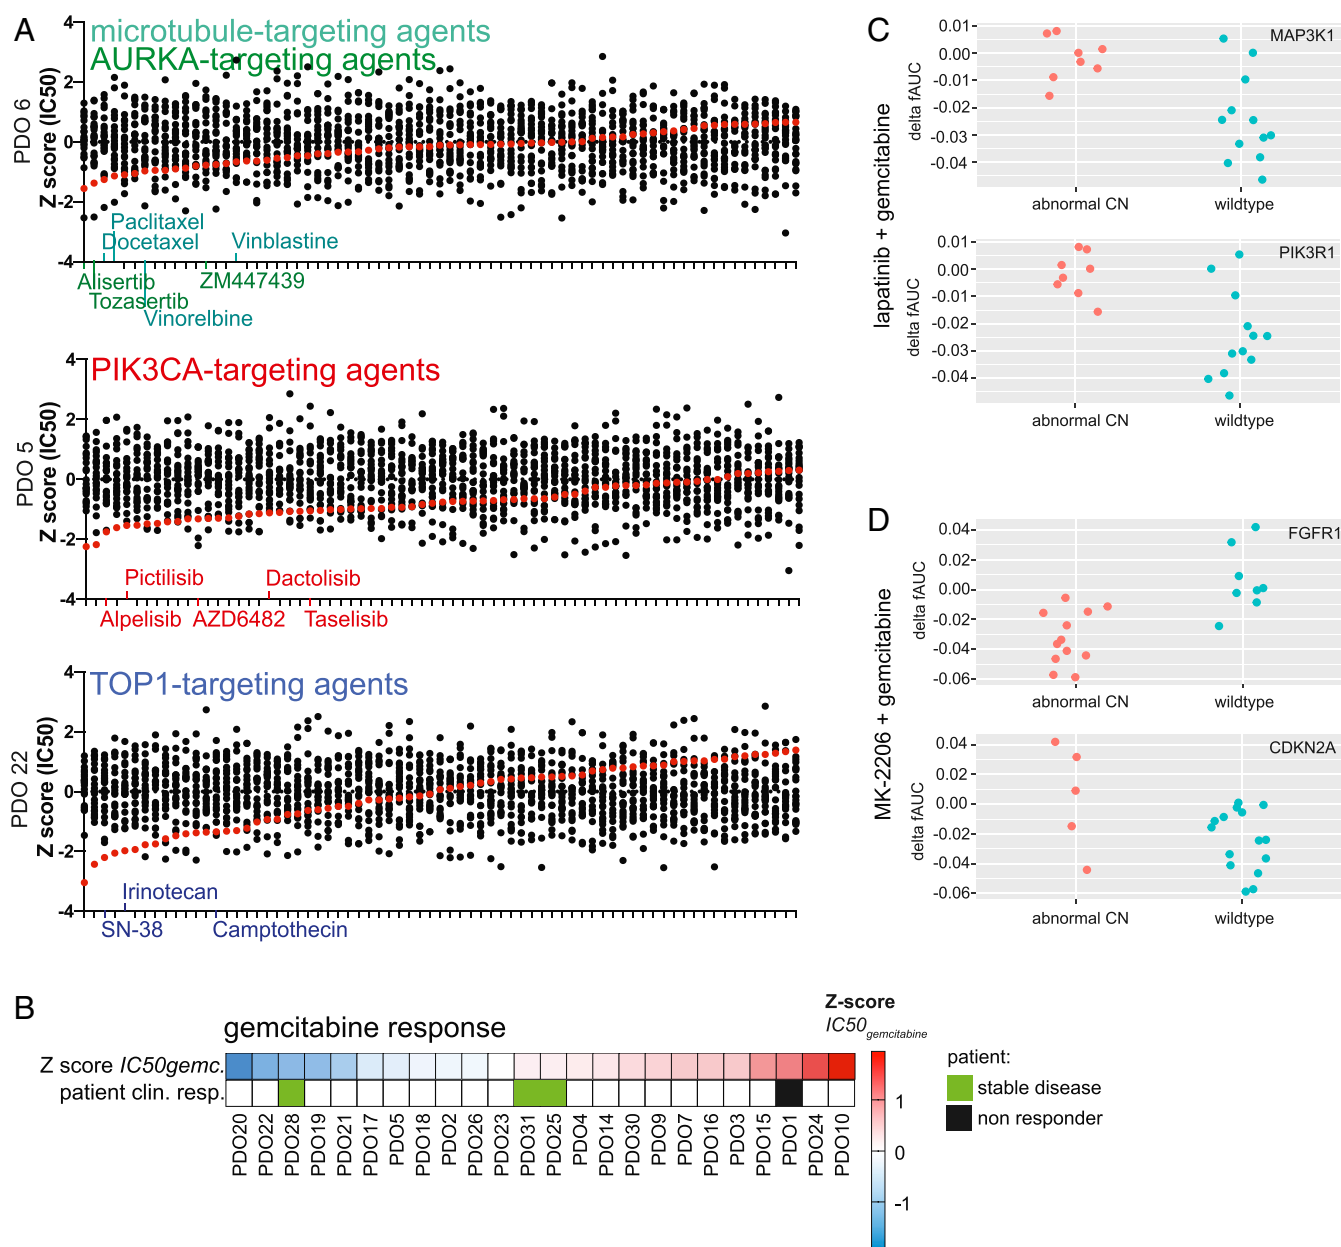 A
microtubule-targeting agents
AURKA-targeting agents
PDO 6
Z score (IC50)
4
2
0
-2
-4
Paclitaxel
Docetaxel
Vinblastine
Alisertib
ZM447439
Tozasertib
Vinorelbine
PIK3CA-targeting agents
PDO 5
Z score (IC50)
4
2
0
-2
-4
Pictilisib
Dactolisib
Alpelisib
AZD6482
Taselisib
TOP1-targeting agents
PDO 22
Z score (IC50)
4
2
0
-2
-4
Irinotecan
SN-38
Camptothecin
B
gemcitabine response
Z score IC50gemc.
patient clin. resp.
PDO20
PDO22
PDO28
PDO19
PDO21
PDO17
PDO5
PDO18
PDO2
PDO26
PDO23
PDO31
PDO25
PDO4
PDO14
PDO30
PDO9
PDO7
PDO16
PDO3
PDO15
PDO1
PDO24
PDO10
Z-score
IC50gemcitabine
1
0
-1
patient:
stable disease
non responder
C
lapatinib + gemcitabine
MAP3K1
delta fAUC
0.01
0.00
-0.01
-0.02
-0.03
-0.04
abnormal CN
wildtype
PIK3R1
delta fAUC
0.01
0.00
-0.01
-0.02
-0.03
-0.04
abnormal CN
wildtype
D
MK-2206 + gemcitabine
FGFR1
delta fAUC
0.04
0.02
0.00
-0.02
-0.04
-0.06
abnormal CN
wildtype
CDKN2A
delta fAUC
0.04
0.02
0.00
-0.02
-0.04
-0.06
abnormal CN
wildtype